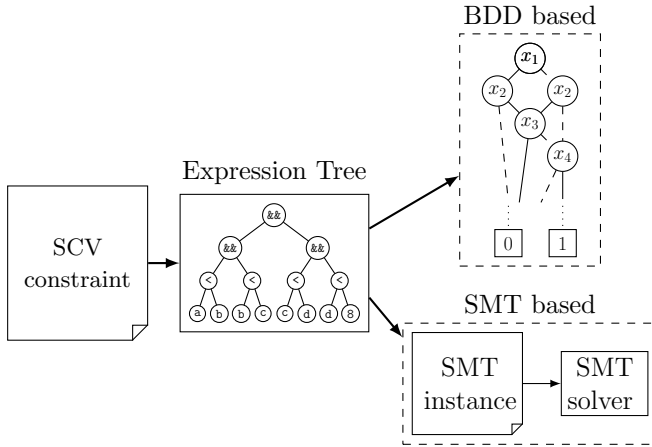 BDD based
x₁
x₂ x₂
x₃
x₄
0 1
Expression Tree
&&
&& &&
< < < <
a b b c c d d 8
SCV
constraint
SMT based
SMT
instance
SMT
solver